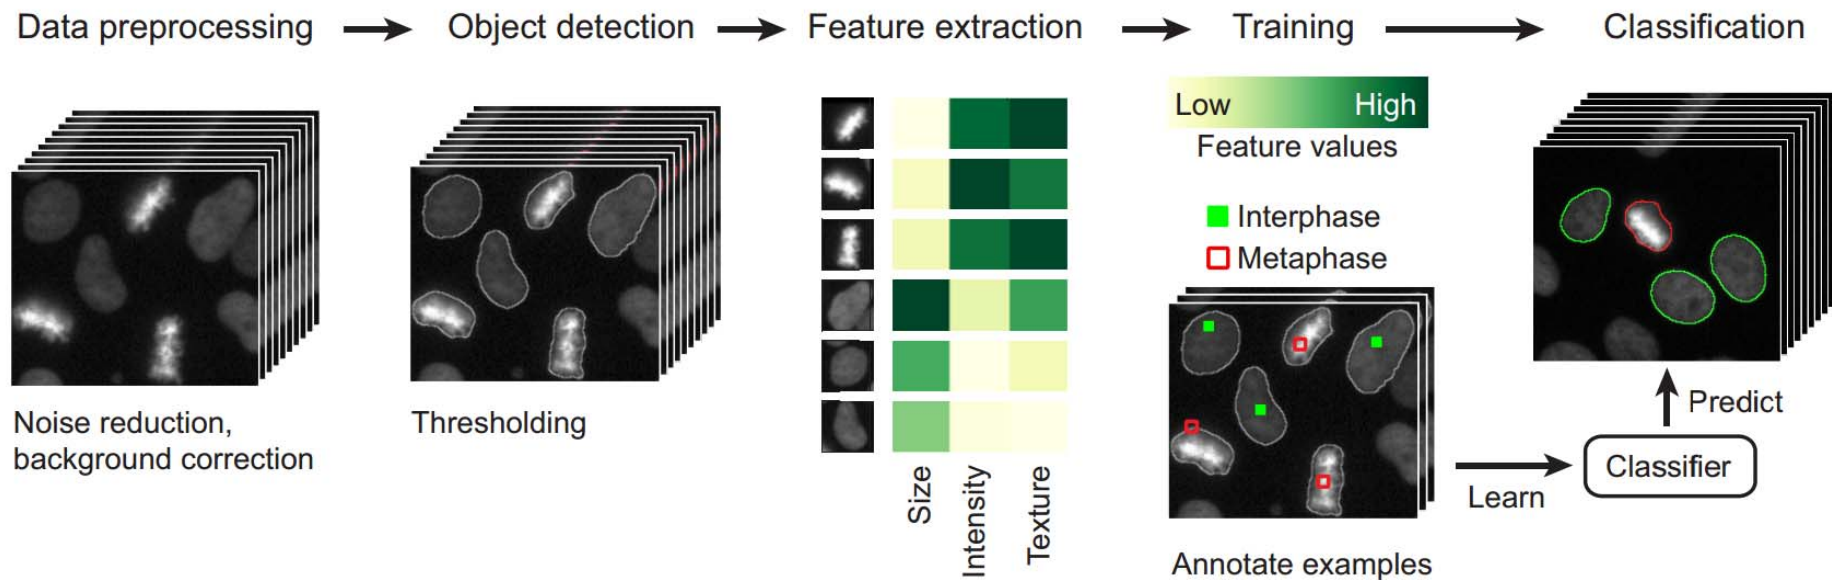 Data preprocessing
Object detection
Feature extraction
Training
Classification
Noise reduction,
background correction
Thresholding
Size
Intensity
Texture
Low
High
Feature values
Interphase
Metaphase
Annotate examples
Learn
Classifier
Predict